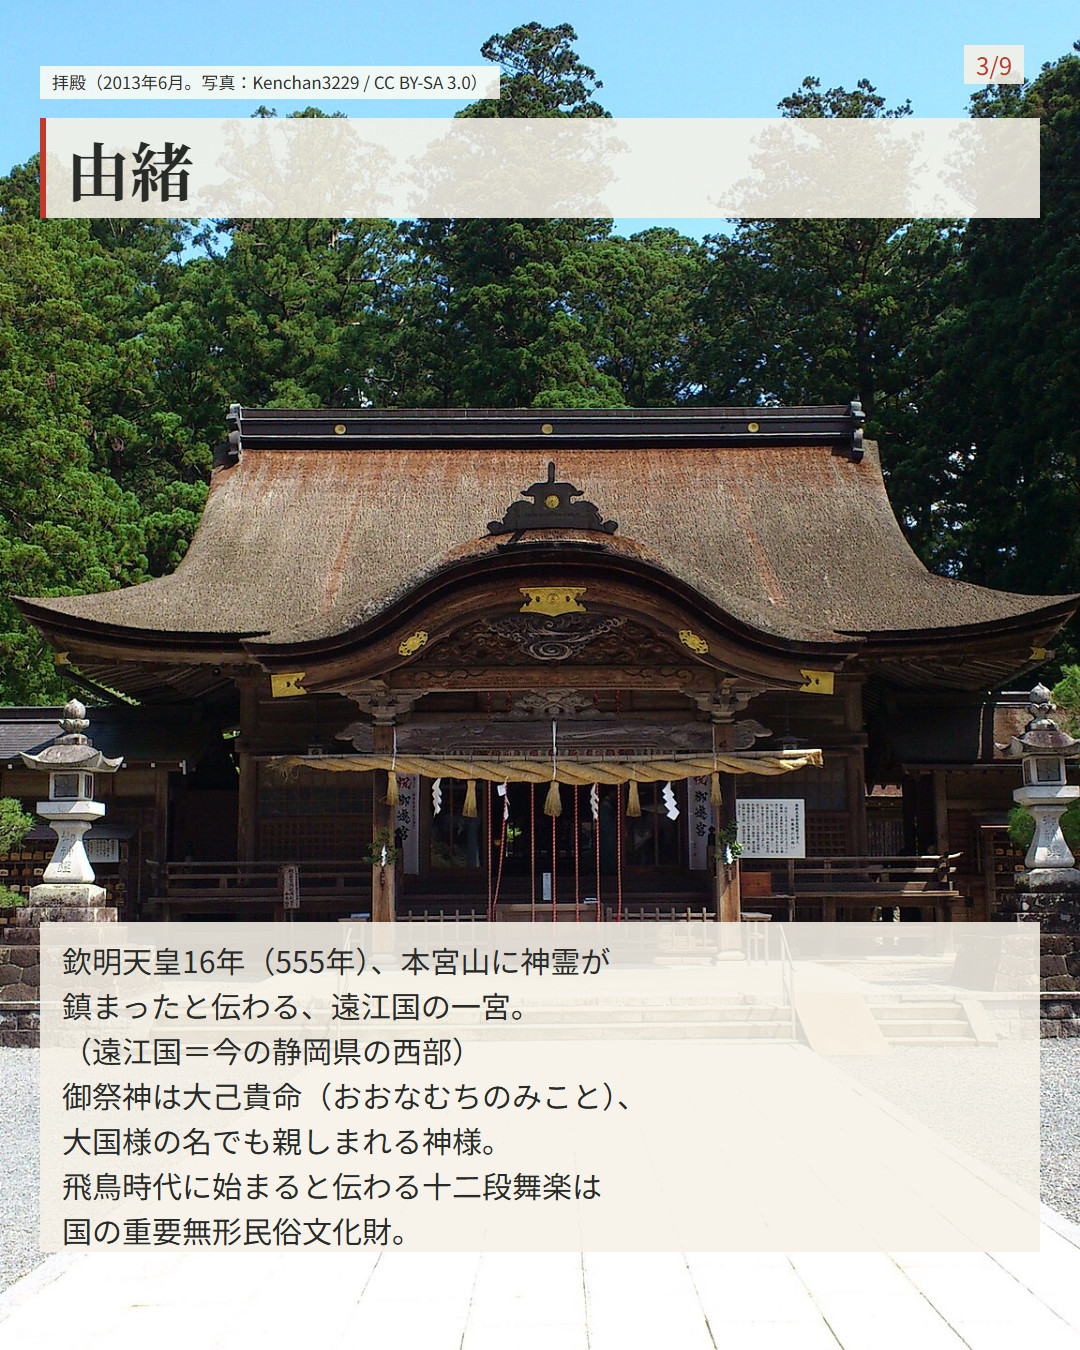 拝殿（2013年6月。写真：Kenchan3229 / CC BY-SA 3.0）
3/9
由緒
欽明天皇16年（555年）、本宮山に神霊が
鎮まったと伝わる、遠江国の一宮。
（遠江国＝今の静岡県の西部）
御祭神は大己貴命（おおなむちのみこと）、
大国様の名でも親しまれる神様。
飛鳥時代に始まると伝わる十二段舞楽は
国の重要無形民俗文化財。